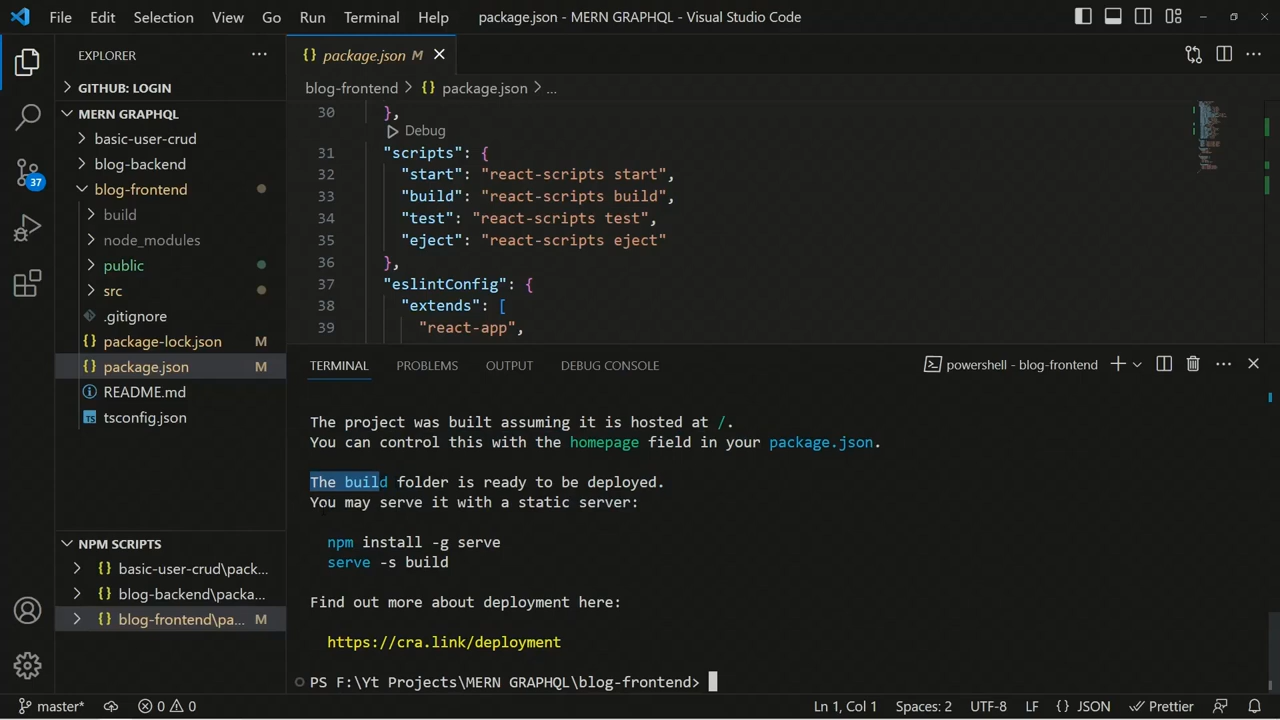 File Edit Selection View Go Run Terminal Help package.json - MERN GRAPHQL - Visual Studio Code
EXPLORER
GITHUB: LOGIN
MERN GRAPHQL
basic-user-crud
blog-backend
blog-frontend
build
node_modules
public
src
.gitignore
package-lock.json M
package.json M
README.md
tsconfig.json
NPM SCRIPTS
basic-user-crud\pack...
blog-backend\packa...
blog-frontend\pa... M
37
package.json M
blog-frontend > package.json > ...
30 },
Debug
31 "scripts": {
32 "start": "react-scripts start",
33 "build": "react-scripts build",
34 "test": "react-scripts test",
35 "eject": "react-scripts eject"
36 },
37 "eslintConfig": {
38 "extends": [
39 "react-app",
TERMINAL PROBLEMS OUTPUT DEBUG CONSOLE powershell - blog-frontend
The project was built assuming it is hosted at /.
You can control this with the homepage field in your package.json.
The build folder is ready to be deployed.
You may serve it with a static server:
npm install -g serve
serve -s build
Find out more about deployment here:
https://cra.link/deployment
PS F:\Yt Projects\MERN GRAPHQL\blog-frontend>
master* 0 0 Ln 1, Col 1 Spaces: 2 UTF-8 LF {} JSON Prettier